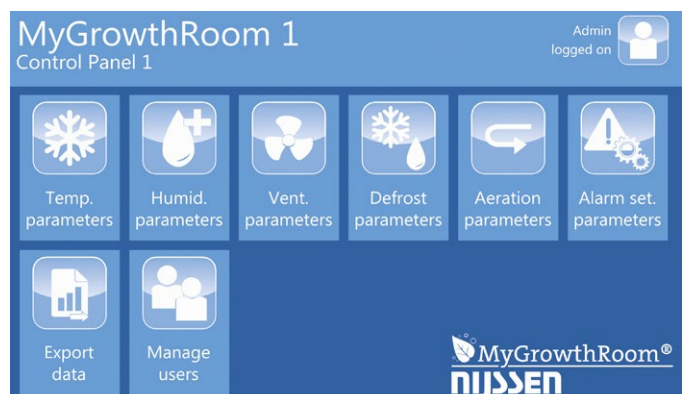 MyGrowthRoom 1
Control Panel 1
Admin
logged on
Temp.
parameters
Humid.
parameters
Vent.
parameters
Defrost
parameters
Aeration
parameters
Alarm set.
parameters
Export
data
Manage
users
MyGrowthRoom®
NIJSSEN